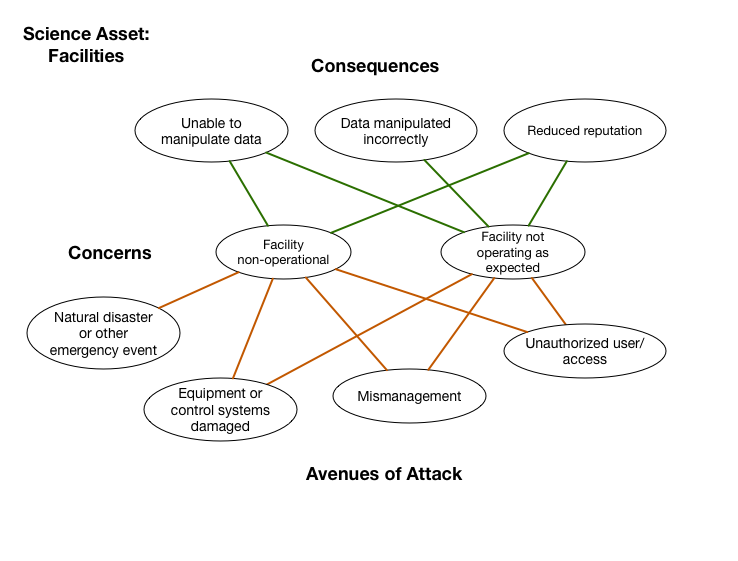 Science Asset:
Facilities
Consequences
Unable to
manipulate data
Data manipulated
incorrectly
Reduced reputation
Concerns
Facility
non-operational
Facility not
operating as
expected
Natural disaster
or other
emergency event
Equipment or
control systems
damaged
Mismanagement
Unauthorized user/
access
Avenues of Attack